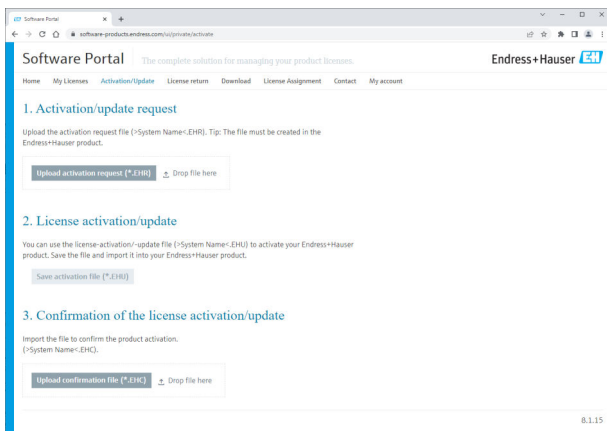 Software Portal
software-products.endress.com/ui/private/activate
Software Portal The complete solution for managing your product licenses. Endress+Hauser EH
Home My Licenses Activation/Update License return Download License Assignment Contact My account
1. Activation/update request
Upload the activation request file (>System Name<.EHR). Tip: The file must be created in the
Endress+Hauser product.
Upload activation request (*.EHR) Drop file here
2. License activation/update
You can use the license-activation/-update file (>System Name<.EHU) to activate your Endress+Hauser
product. Save the file and import it into your Endress+Hauser product.
Save activation file (*.EHU)
3. Confirmation of the license activation/update
Import the file to confirm the product activation.
(>System Name<.EHC).
Upload confirmation file (*.EHC) Drop file here
8.1.15